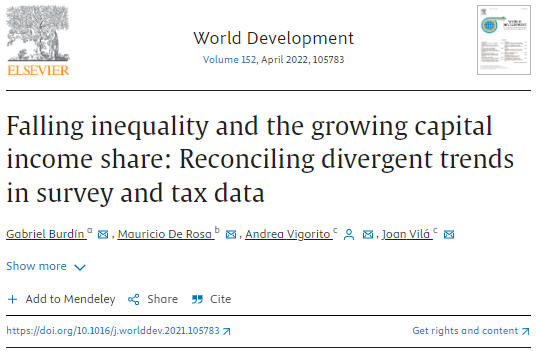 World Development
Volume 152, April 2022, 105783
ELSEVIER
Falling inequality and the growing capital
income share: Reconciling divergent trends
in survey and tax data
Gabriel Burdín a , Mauricio De Rosa b , Andrea Vigorito c , Joan Vilá c
Show more
Add to Mendeley Share Cite
https://doi.org/10.1016/j.worlddev.2021.105783 Get rights and content